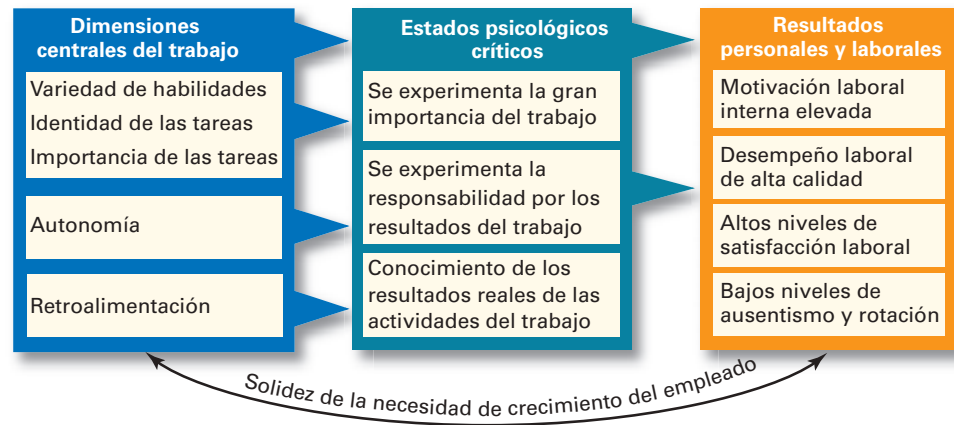 Dimensiones
centrales del trabajo
Variedad de habilidades
Identidad de las tareas
Importancia de las tareas
Autonomía
Retroalimentación
Estados psicológicos
críticos
Se experimenta la gran
importancia del trabajo
Se experimenta la
responsabilidad por los
resultados del trabajo
Conocimiento de los
resultados reales de las
actividades del trabajo
Resultados
personales y laborales
Motivación laboral
interna elevada
Desempeño laboral
de alta calidad
Altos niveles de
satisfacción laboral
Bajos niveles de
ausentismo y rotación
Solidez de la necesidad de crecimiento del empleado